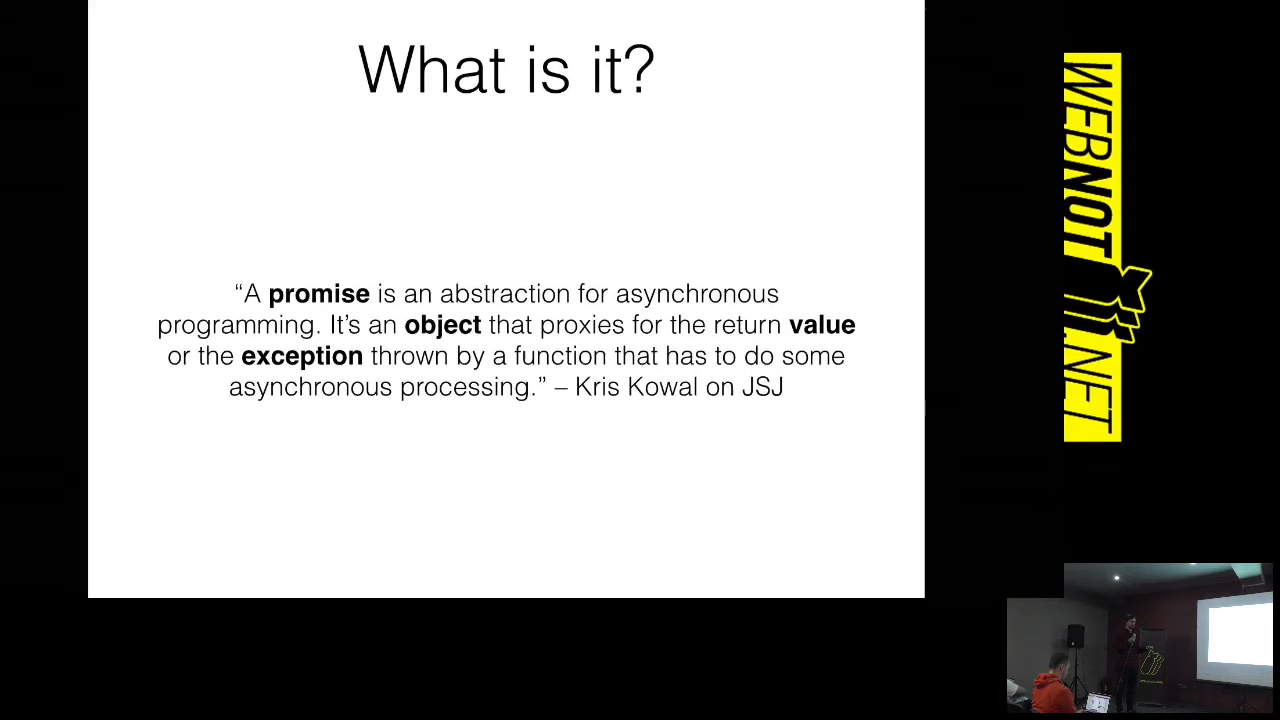 What is it?
“A promise is an abstraction for asynchronous
programming. It’s an object that proxies for the return value
or the exception thrown by a function that has to do some
asynchronous processing.” – Kris Kowal on JSJ
WEBNOT
.NET